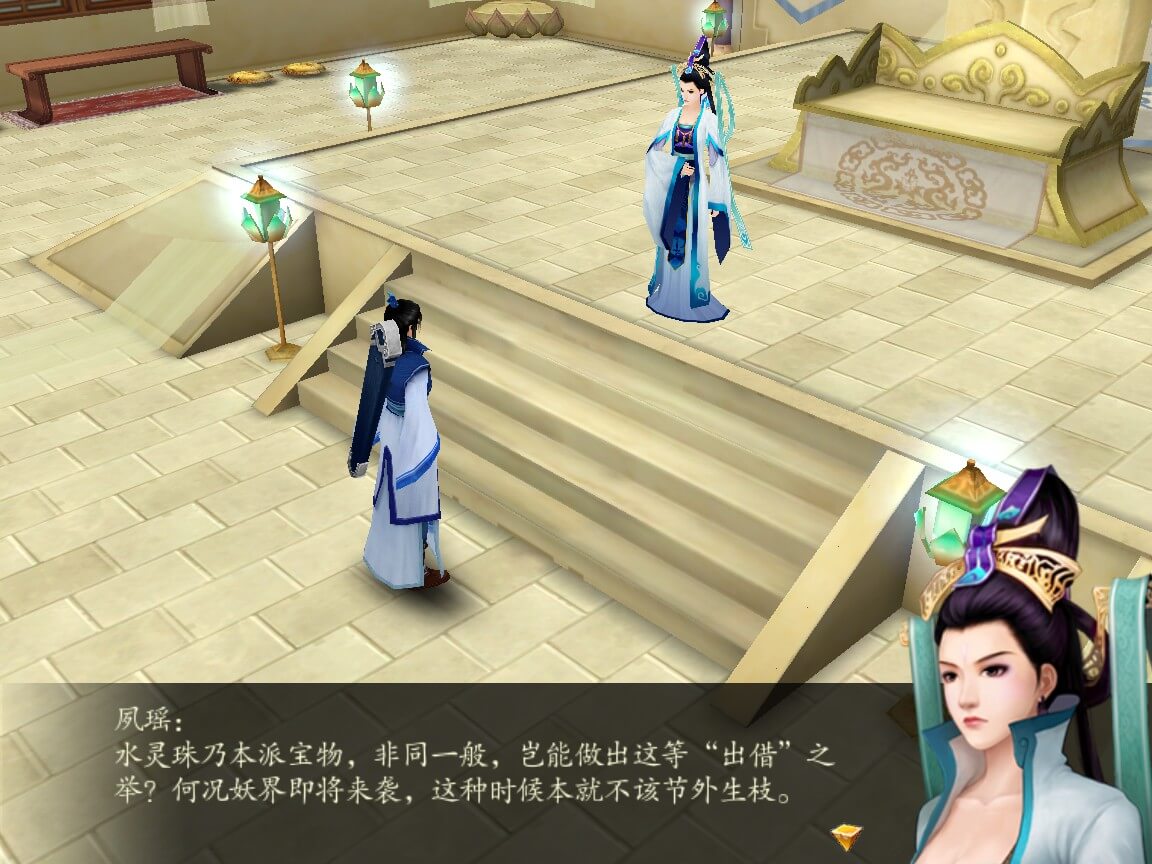 夙瑶：
水灵珠乃本派宝物，非同一般，岂能做出这等“出借”之
举？何况妖界即将来袭，这种时候本就不该节外生枝。